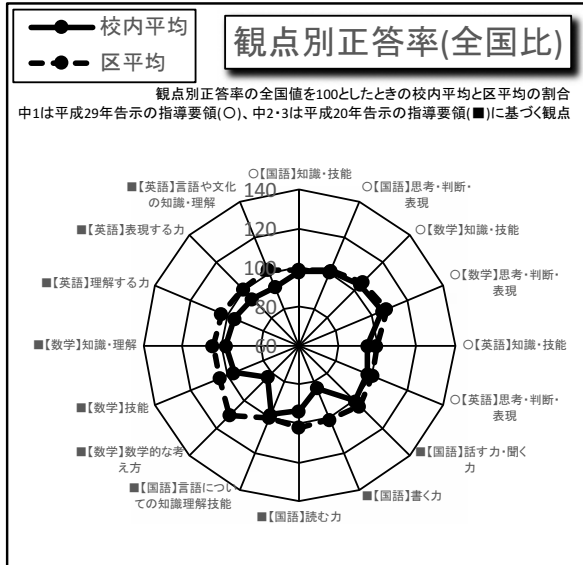 校内平均
区平均
観点別正答率(全国比)
観点別正答率の全国値を100としたときの校内平均と区平均の割合
中1は平成29年告示の指導要領(〇)、中2・3は平成20年告示の指導要領(■)に基づく観点
〇【国語】知識・技能
〇【国語】思考・判断・
表現
〇【数学】知識・技能
〇【数学】思考・判断・
表現
〇【英語】知識・技能
〇【英語】思考・判断・
表現
■【国語】話す力・聞く
力
■【国語】書く力
■【国語】読む力
■【国語】言語につい
ての知識理解技能
■【数学】数学的な考
え方
■【数学】技能
■【数学】知識・理解
■【英語】理解する力
■【英語】表現する力
■【英語】言語や文化
の知識・理解
140
120
100
80
60